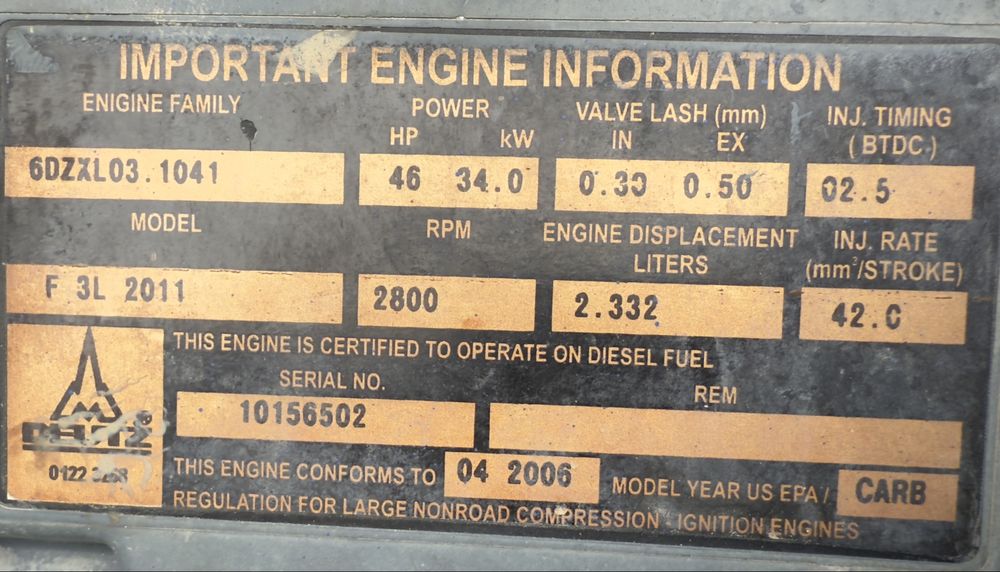 IMPORTANT ENGINE INFORMATION
ENIGINE FAMILY
POWER
HP kW
VALVE LASH (mm)
IN EX
INJ. TIMING
(BTDC)
6DZXL03.1041
46 34.0
0.30 0.50
02.5
MODEL
RPM
ENGINE DISPLACEMENT
LITERS
INJ. RATE
(mm³/STROKE)
F 3L 2011
2800
2.332
42.0
THIS ENGINE IS CERTIFIED TO OPERATE ON DIESEL FUEL
SERIAL NO.
REM
10156502
DEUTZ
THIS ENGINE CONFORMS TO 04 2006 MODEL YEAR US EPA / CARB
REGULATION FOR LARGE NONROAD COMPRESSION - IGNITION ENGINES